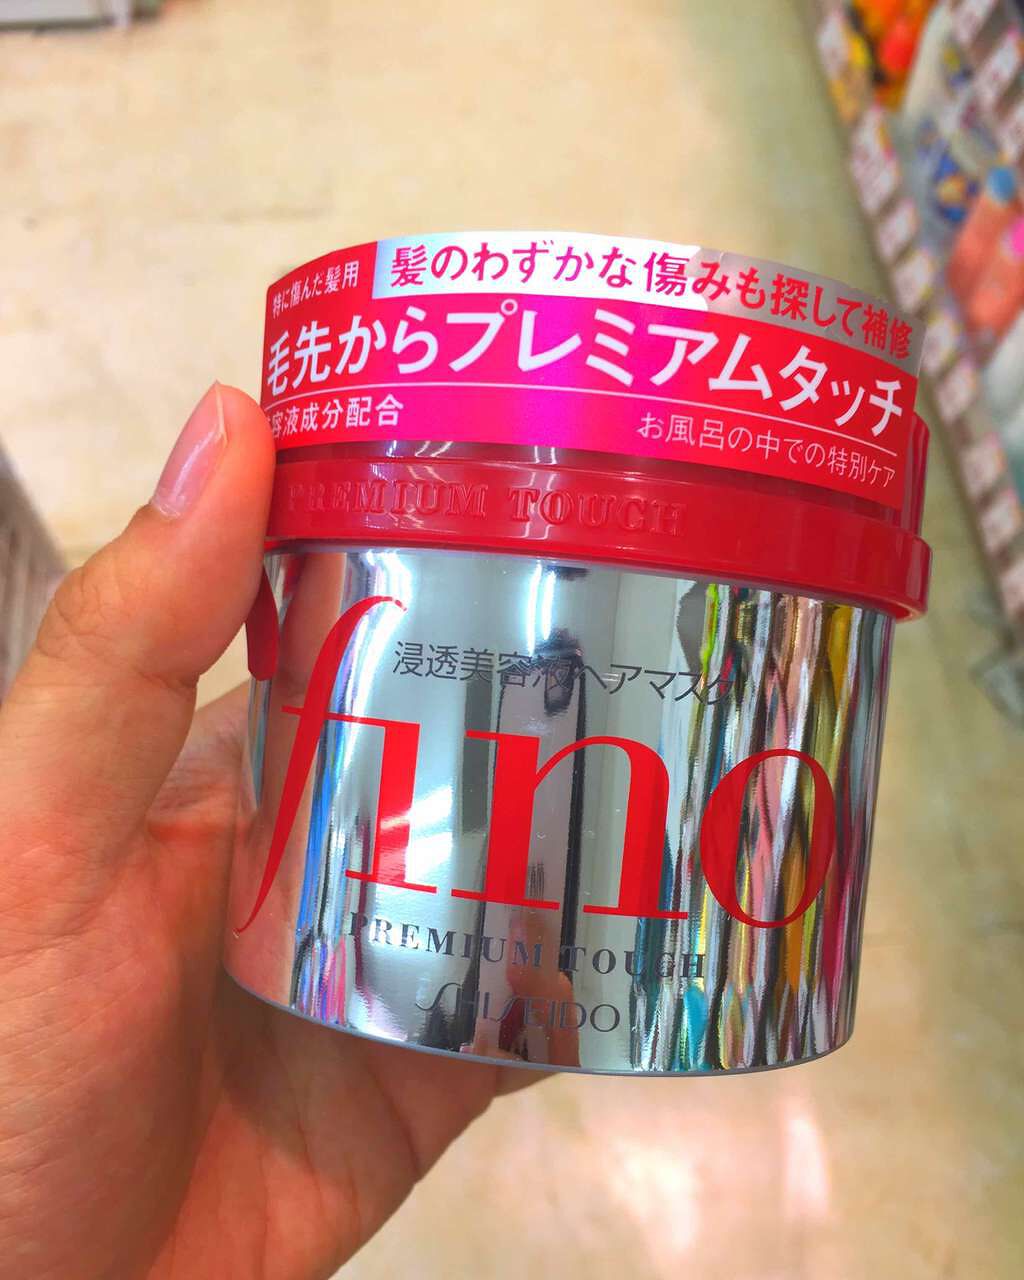 特に傷んだ髪用
髪のわずかな傷みも探して補修
毛先からプレミアムタッチ
容液成分配合
お風呂の中での特別ケア
PREMIUM TOUCH
浸透美容液ヘアマスク
fino
PREMIUM TOUCH
SHISEIDO